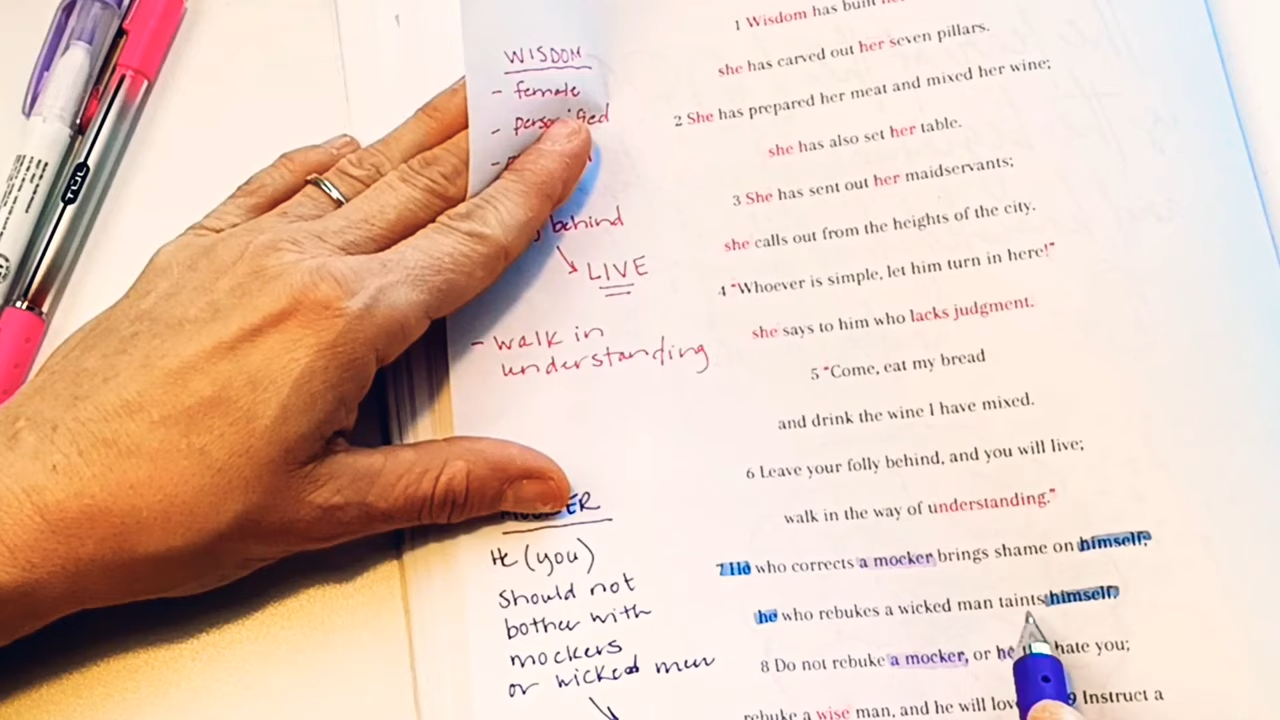 TUL
WISDOM
- female
- personified
behind
LIVE
- walk in
understanding
He (you)
should not
bother with
mockers
or wicked men
1 Wisdom has built
she has carved out her seven pillars.
2 She has prepared her meat and mixed her wine;
she has also set her table.
3 She has sent out her maidservants;
she calls out from the heights of the city.
4 "Whoever is simple, let him turn in here!"
she says to him who lacks judgment.
5 "Come, eat my bread
and drink the wine I have mixed.
6 Leave your folly behind, and you will live;
walk in the way of understanding."
7 He who corrects a mocker brings shame on himself;
he who rebukes a wicked man taints himself.
8 Do not rebuke a mocker, or he hate you;
rebuke a wise man, and he will love 9 Instruct a